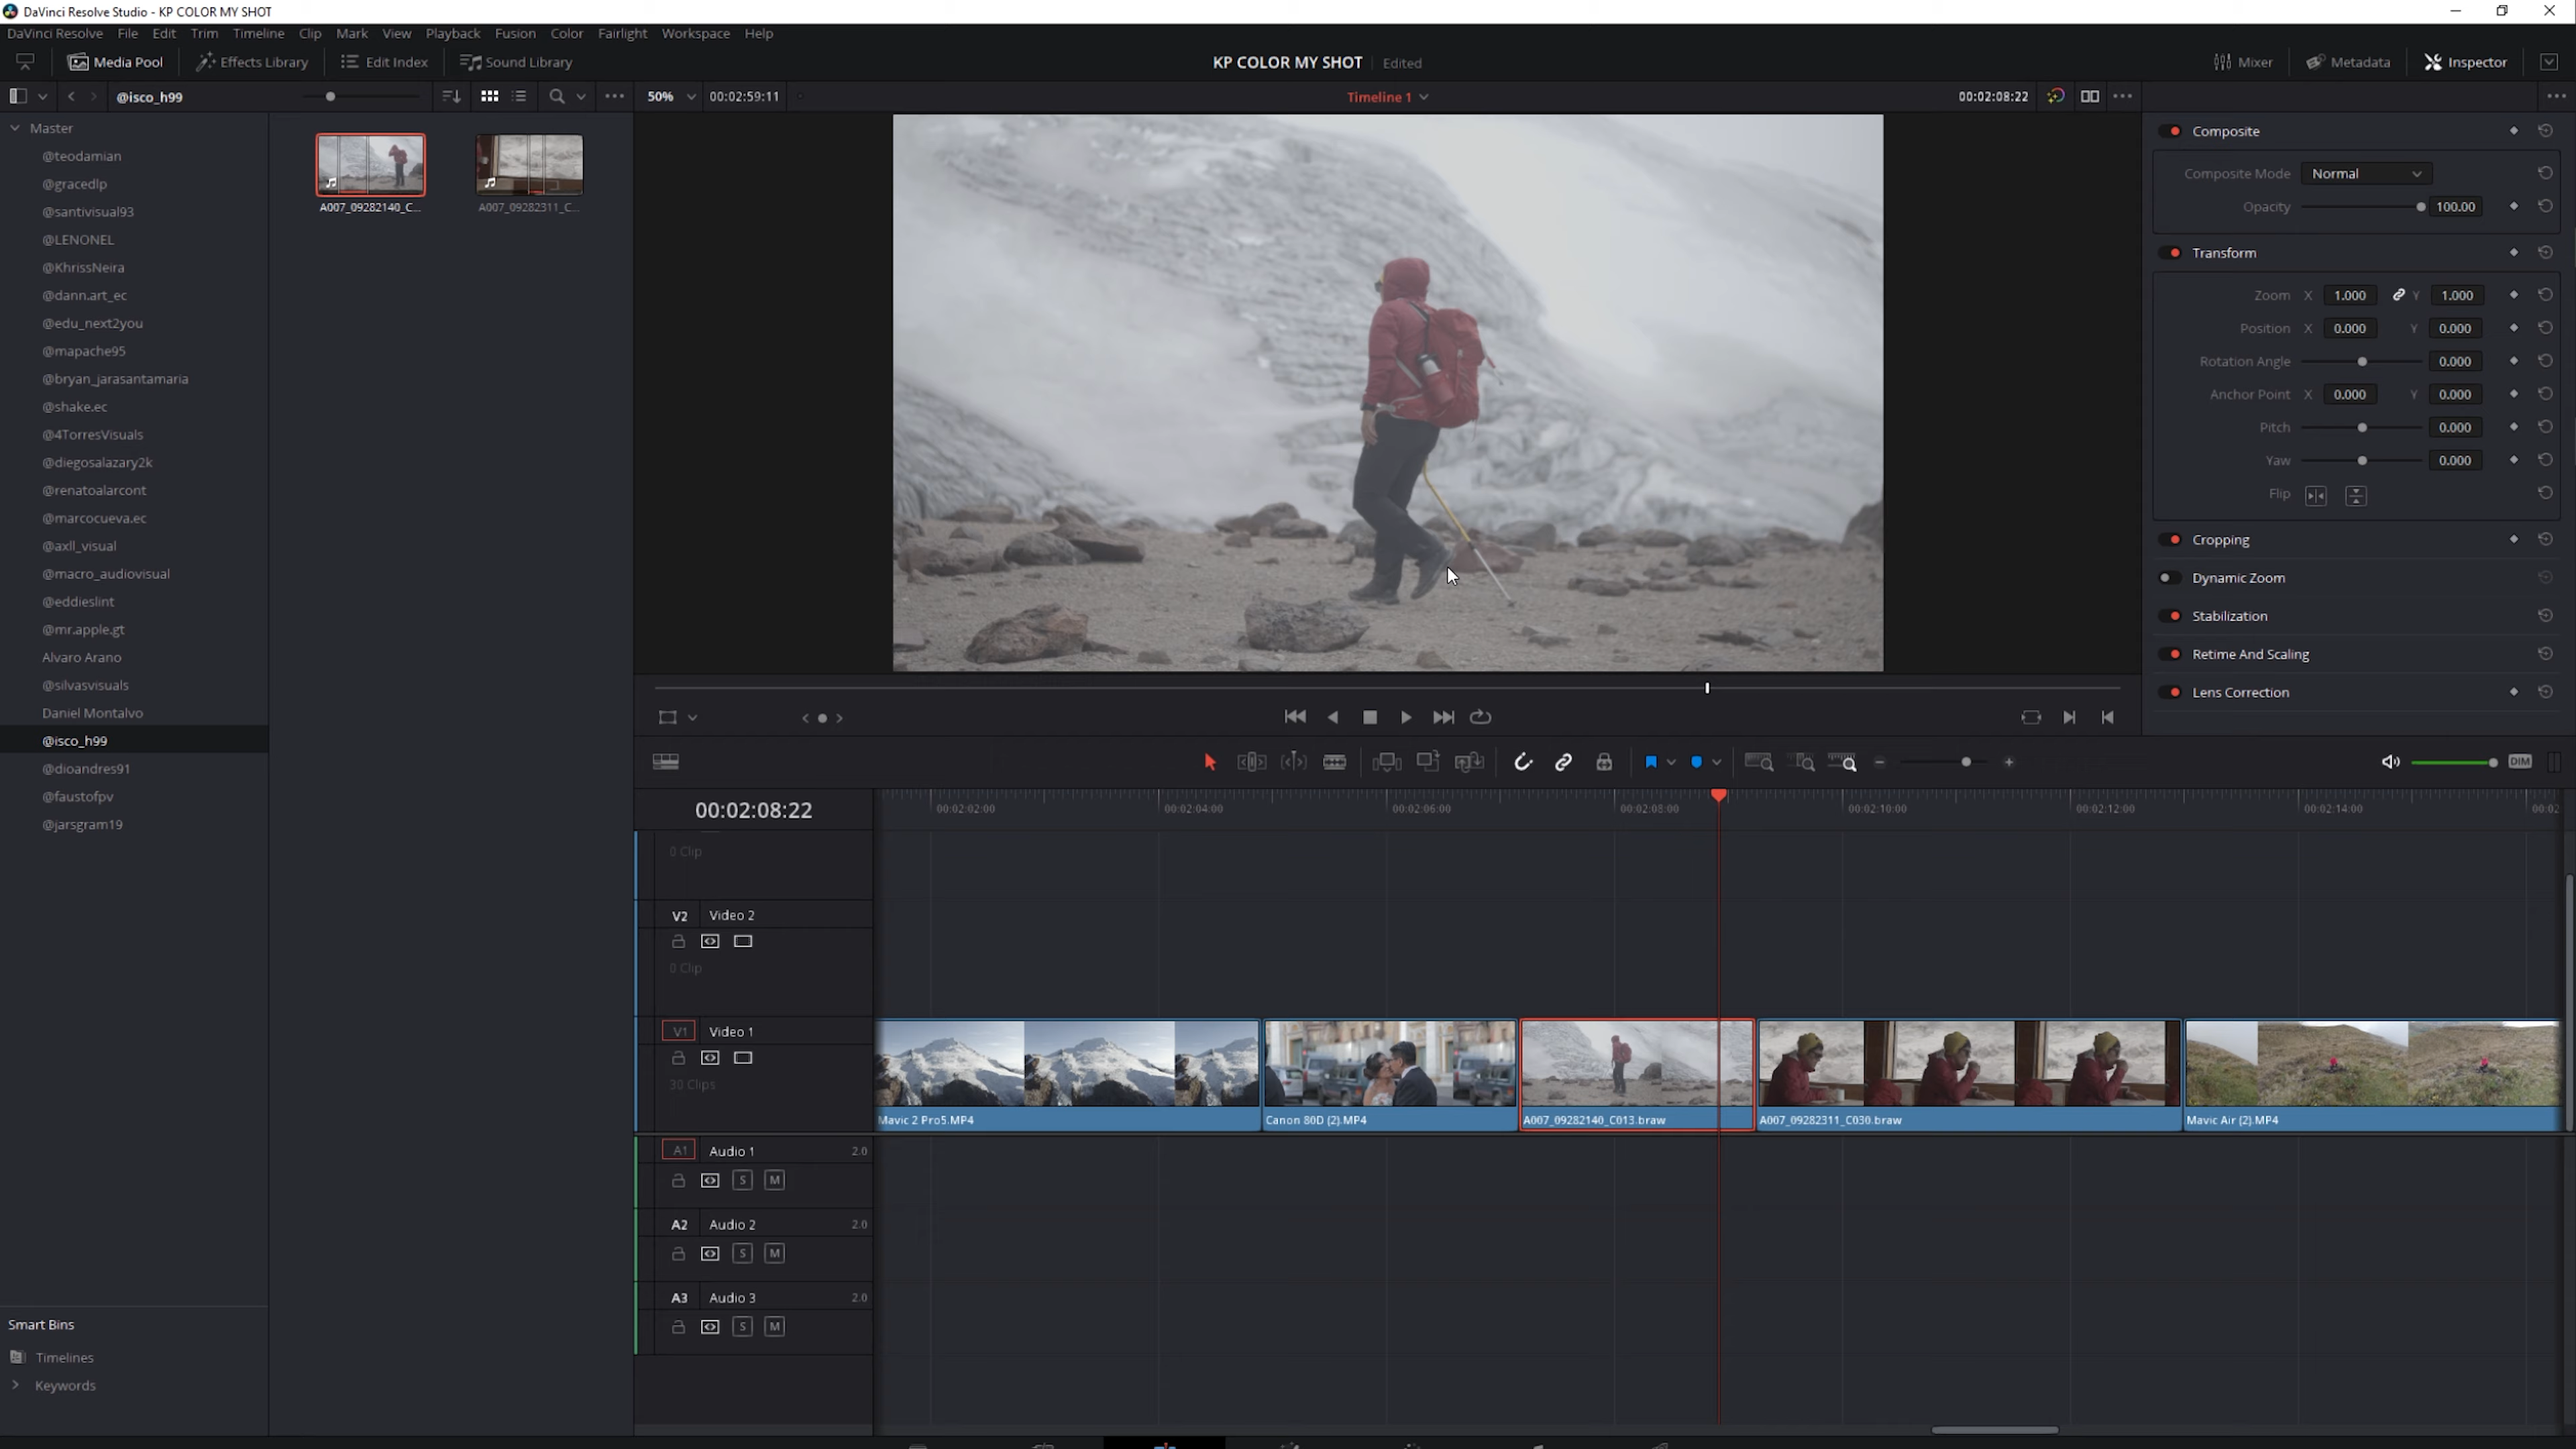 DaVinci Resolve Studio - KP COLOR MY SHOT
DaVinci Resolve File Edit Trim Timeline Clip Mark View Playback Fusion Color Fairlight Workspace Help
Media Pool Effects Library Edit Index Sound Library KP COLOR MY SHOT Edited Mixer Metadata Inspector
@isco_h99 50% 00:02:59:11 Timeline 1 00:02:08:22
Master
@teodamian
@gracedlp
@santivisual93
@LENONEL
@KhrissNeira
@dann.art_ec
@edu_next2you
@mapache95
@bryan_jarasantamaria
@shake.ec
@4TorresVisuals
@diegosalazary2k
@renatoalarcont
@marcocueva.ec
@axll_visual
@macro_audiovisual
@eddieslint
@mr.apple.gt
Alvaro Arano
@silvasvisuals
Daniel Montalvo
@isco_h99
@dioandres91
@faustofpv
@jarsgram19
Smart Bins
Timelines
Keywords
A007_09282140_C... A007_09282311_C...
Composite
Composite Mode Normal
Opacity 100.00
Transform
Zoom X 1.000 Y 1.000
Position X 0.000 Y 0.000
Rotation Angle 0.000
Anchor Point X 0.000 Y 0.000
Pitch 0.000
Yaw 0.000
Flip
Cropping
Dynamic Zoom
Stabilization
Retime And Scaling
Lens Correction
DIM
00:02:08:22 00:02:02:00 00:02:04:00 00:02:06:00 00:02:08:00 00:02:10:00 00:02:12:00 00:02:14:00 00:02
0 Clip
V2 Video 2
0 Clip
V1 Video 1
30 Clips
Mavic 2 Pro5.MP4 Canon 80D (2).MP4 A007_09282140_C013.braw A007_09282311_C030.braw Mavic Air (2).MP4
A1 Audio 1 2.0
S M
A2 Audio 2 2.0
S M
A3 Audio 3 2.0
S M